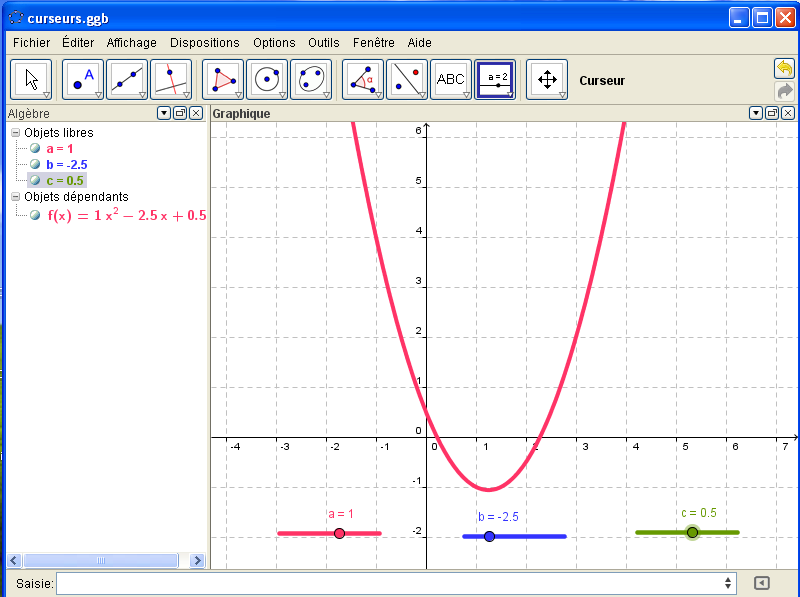 curseurs.ggb
Fichier Éditer Affichage Dispositions Options Outils Fenêtre Aide
A α ABC a = 2 Curseur
Algèbre
Graphique
Objets libres
a = 1
b = -2.5
c = 0.5
Objets dépendants
f(x) = 1 x² − 2.5 x + 0.5
6
5
4
3
2
1
0
-4 -3 -2 -1 0 1 2 3 4 5 6 7
-1
-2
a = 1
b = -2.5
c = 0.5
Saisie: